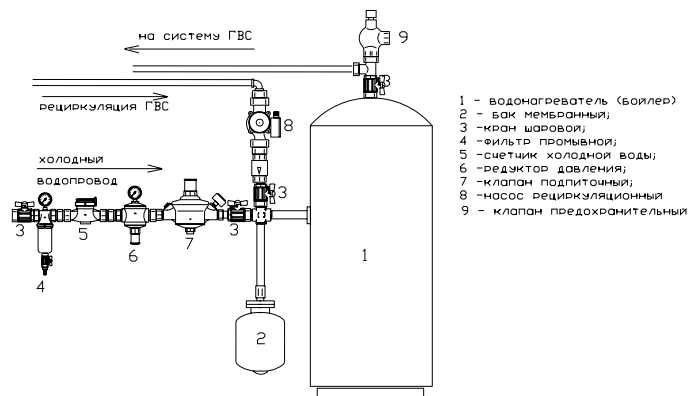 на систему ГВС
9
3
рециркуляция ГВС
8
холодный
водопровод
3
3
5
6
7
3
4
1
2
1 - водонагреватель (бойлер)
2 - бак мембранный;
3 -кран шаровой;
4 -фильтр промывной;
5 -счетчик холодной воды;
6 -редуктор давления;
7 -клапан подпиточный;
8 -насос рециркуляционный
9 - клапан предохранительный